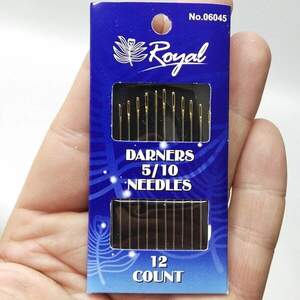 No.06045
Royal
DARNERS
5/10
NEEDLES
12
COUNT